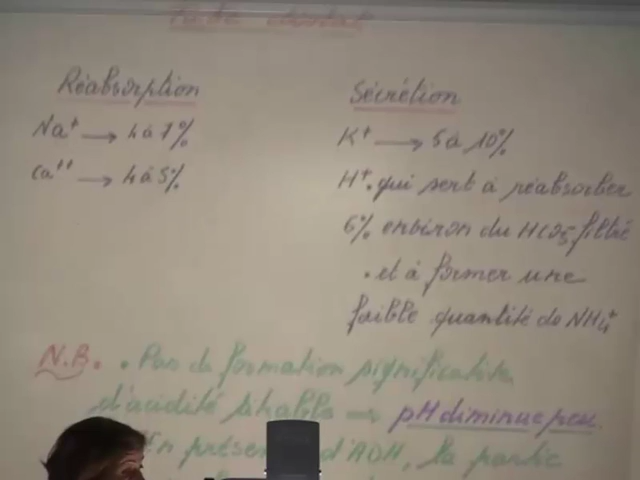 Réabsorption
Na⁺ → 4 à 7%
Ca⁺⁺ → 4 à 5%
Sécrétion
K⁺ → 5 à 10%
H⁺ . qui sert à réabsorber
6% environ du HCO₃⁻ filtré
. et à former une
faible quantité de NH₄⁺
N.B. . Pas de formation significative
d'acidité titrable → pH diminue peu
En d'ADH, la partie